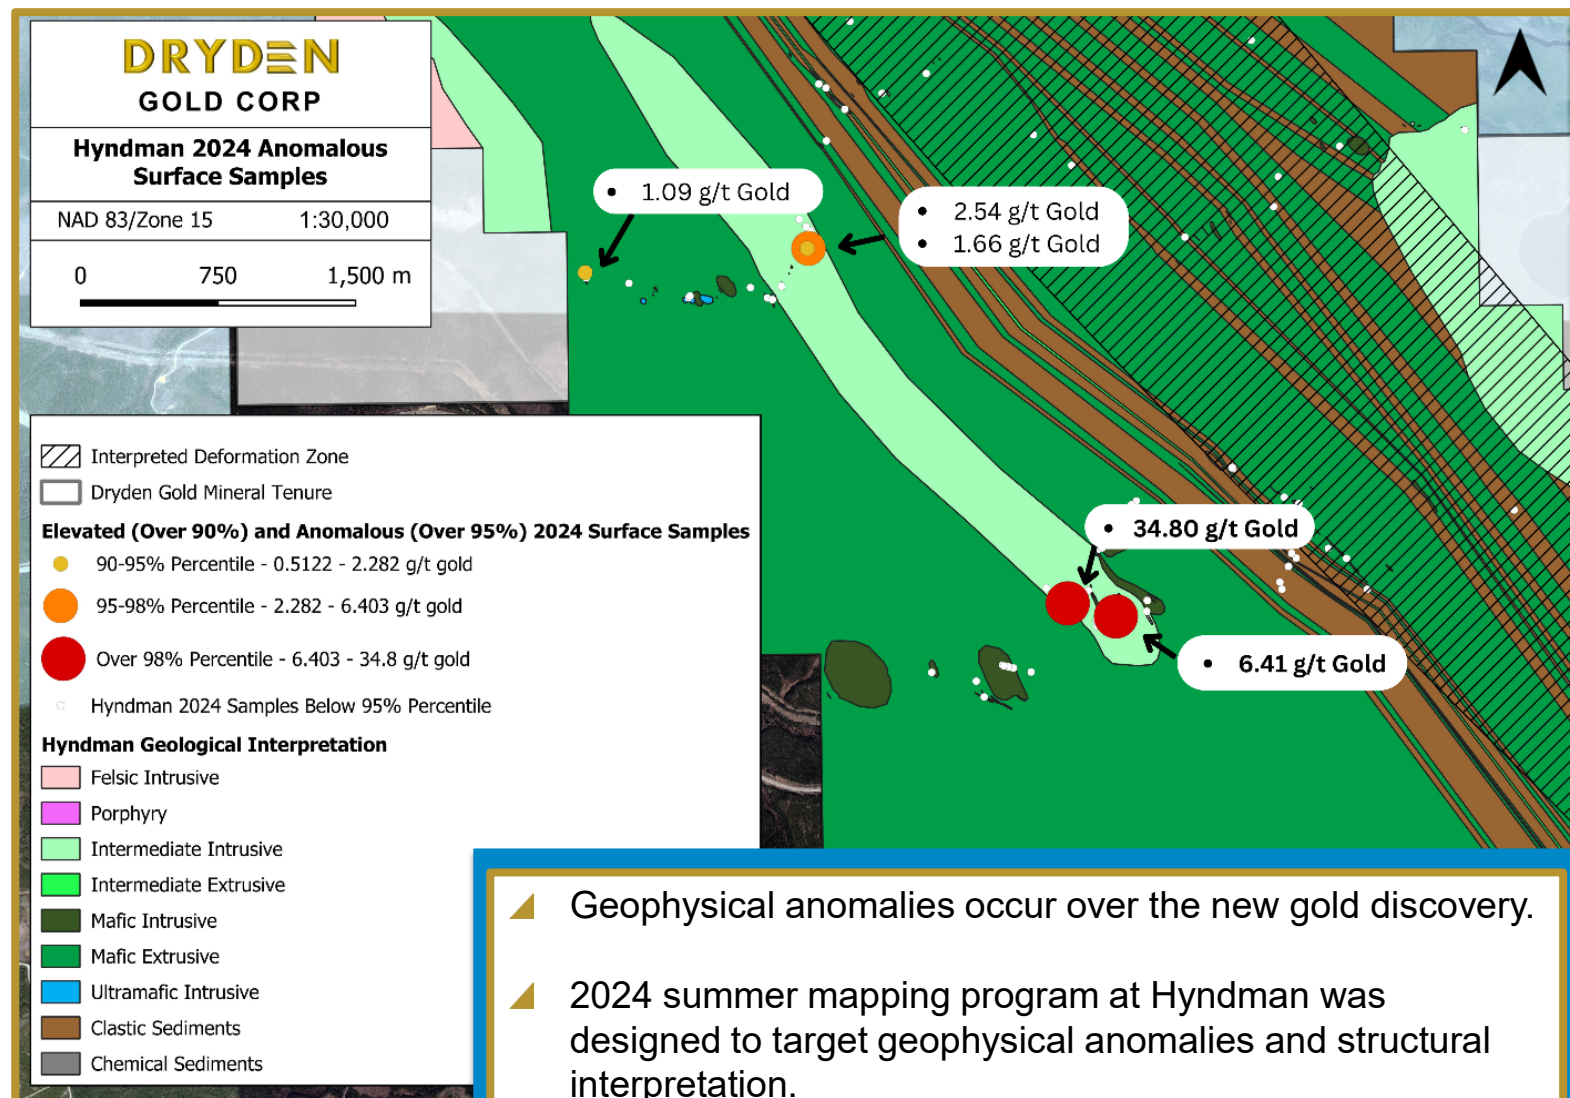 DRYDEN
GOLD CORP
Hyndman 2024 Anomalous
Surface Samples
NAD 83/Zone 15 1:30,000
0 750 1,500 m
• 1.09 g/t Gold
• 2.54 g/t Gold
• 1.66 g/t Gold
• 34.80 g/t Gold
• 6.41 g/t Gold
Interpreted Deformation Zone
Dryden Gold Mineral Tenure
Elevated (Over 90%) and Anomalous (Over 95%) 2024 Surface Samples
90-95% Percentile - 0.5122 - 2.282 g/t gold
95-98% Percentile - 2.282 - 6.403 g/t gold
Over 98% Percentile - 6.403 - 34.8 g/t gold
Hyndman 2024 Samples Below 95% Percentile
Hyndman Geological Interpretation
Felsic Intrusive
Porphyry
Intermediate Intrusive
Intermediate Extrusive
Mafic Intrusive
Mafic Extrusive
Ultramafic Intrusive
Clastic Sediments
Chemical Sediments
Geophysical anomalies occur over the new gold discovery.
2024 summer mapping program at Hyndman was
designed to target geophysical anomalies and structural
interpretation.